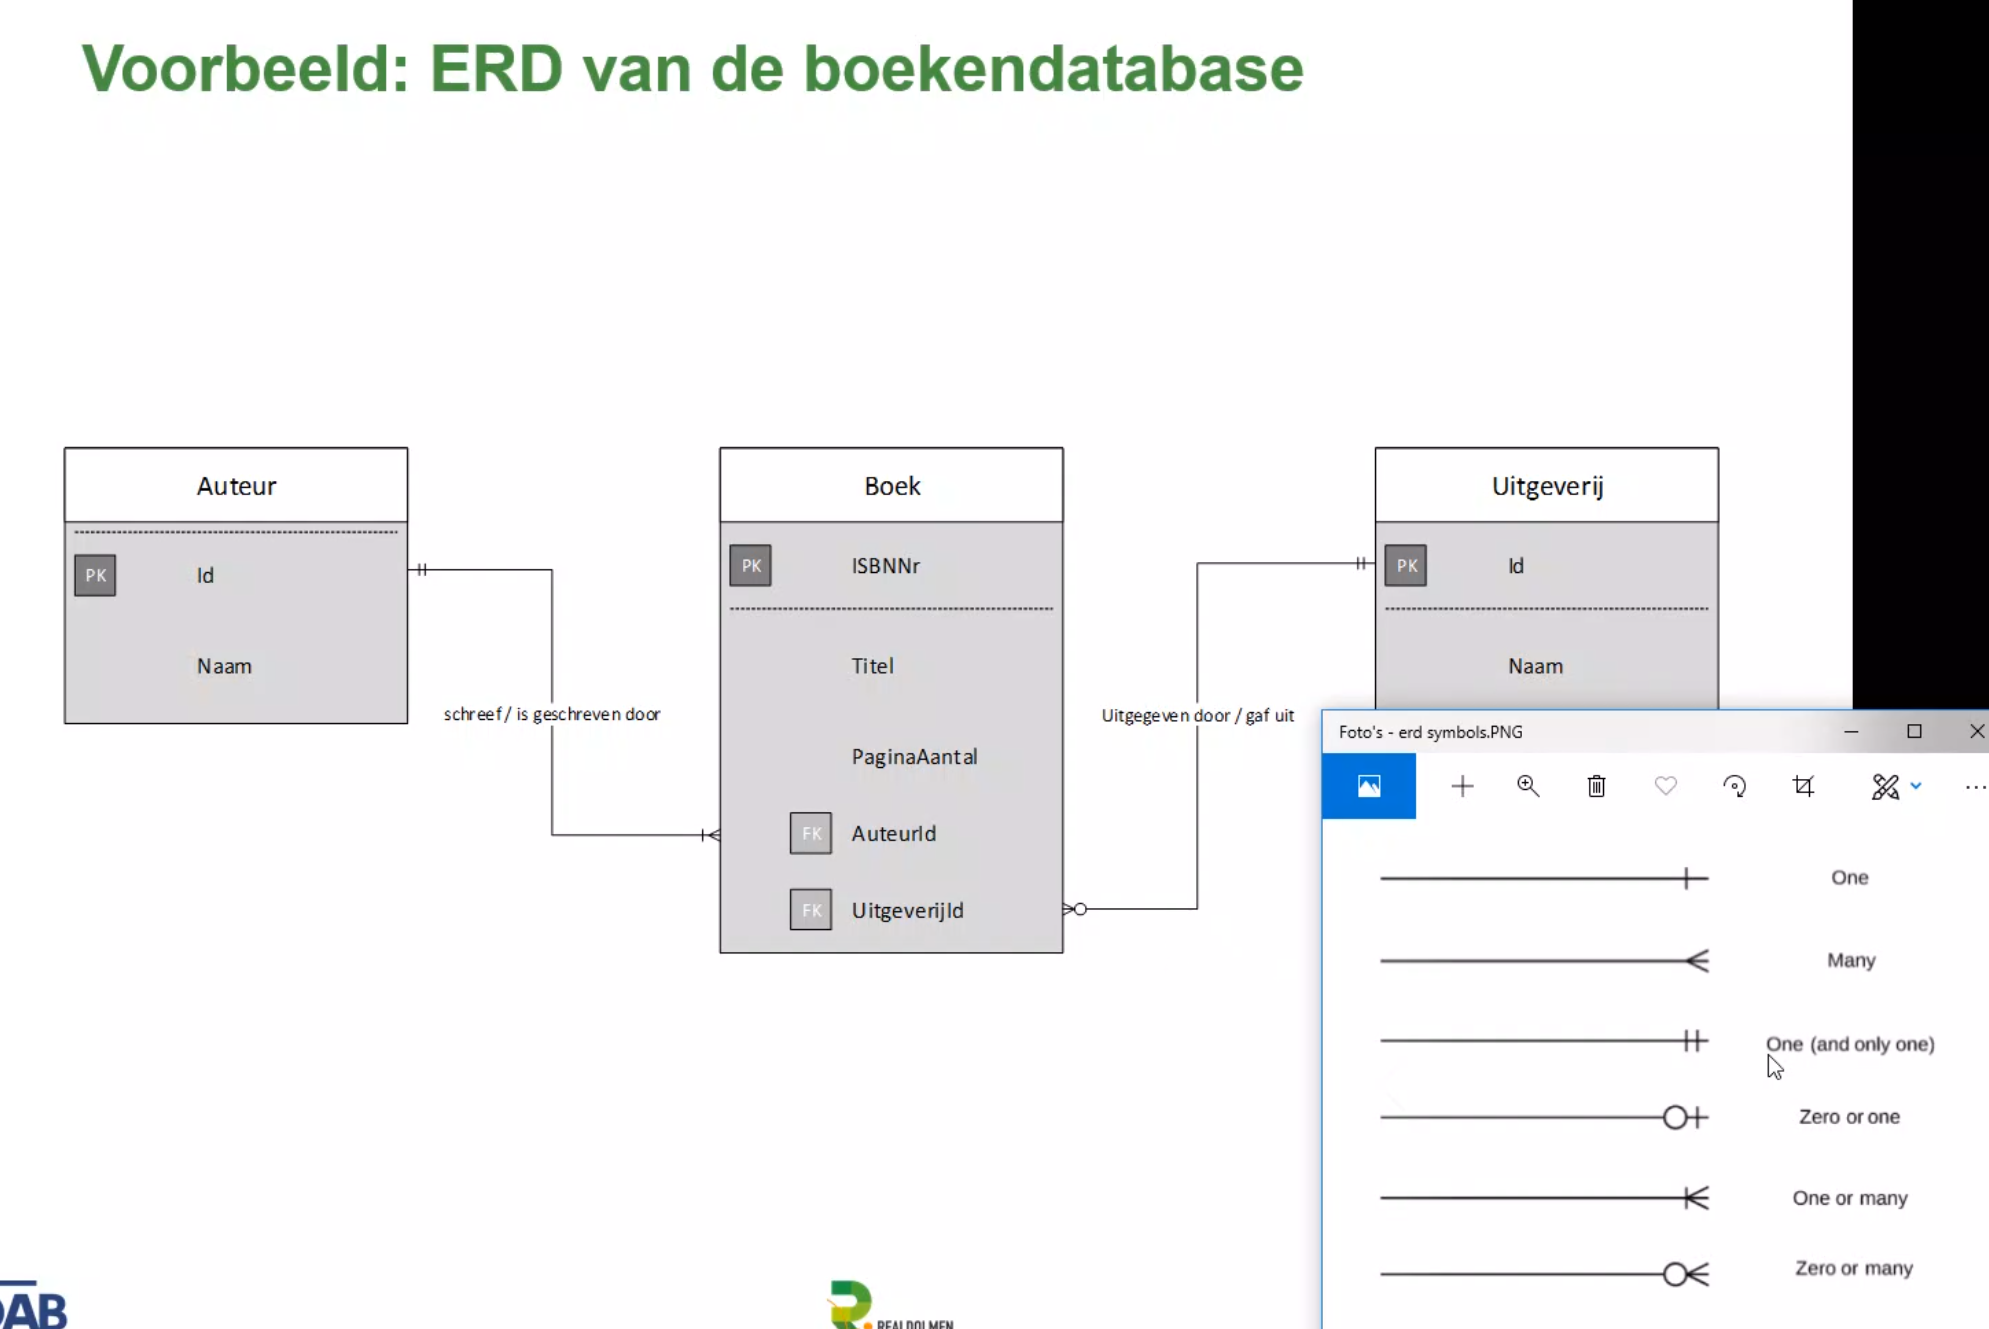 Voorbeeld: ERD van de boekendatabase
Auteur
PK Id
Naam
schreef/ is geschreven door
Boek
PK ISBNNr
Titel
PaginaAantal
FK AuteurId
FK UitgeverijId
Uitgegeven door / gaf uit
Uitgeverij
PK Id
Naam
Foto's - erd symbols.PNG
One
Many
One (and only one)
Zero or one
One or many
Zero or many
REALDOLMEN